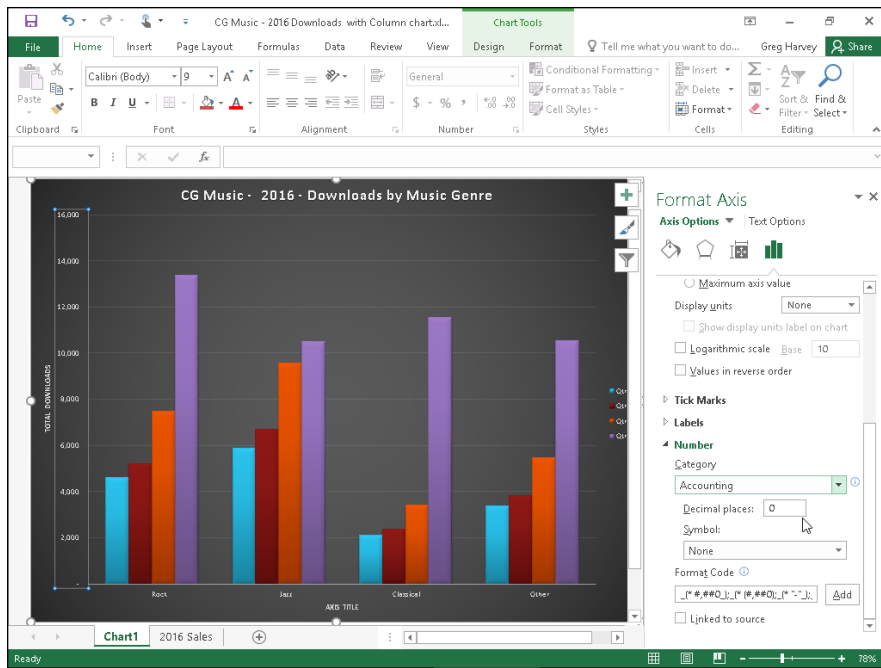 CG Music - 2016 Downloads with Column chart.xl...
Chart Tools
File Home Insert Page Layout Formulas Data Review View Design Format Tell me what you want to do... Greg Harvey Share
Paste
Calibri (Body) 9 A A
B I U A
General
$ % ,
Conditional Formatting
Format as Table
Cell Styles
Insert
Delete
Format
Sort & Filter
Find & Select
Clipboard Font Alignment Number Styles Cells Editing
fx
CG Music - 2016 - Downloads by Music Genre
16,000
14,000
12,000
10,000
8,000
6,000
4,000
2,000
-
TOTAL DOWNLOADS
Rock Jazz Classical Other
AXIS TITLE
Qtr
Qtr
Qtr
Qtr
Format Axis
Axis Options Text Options
Maximum axis value
Display units None
Show display units label on chart
Logarithmic scale Base 10
Values in reverse order
Tick Marks
Labels
Number
Category
Accounting
Decimal places: 0
Symbol:
None
Format Code
_(* #,##0_);_(* (#,##0);_(* "-"_);_ Add
Linked to source
Chart1 2016 Sales
Ready 78%